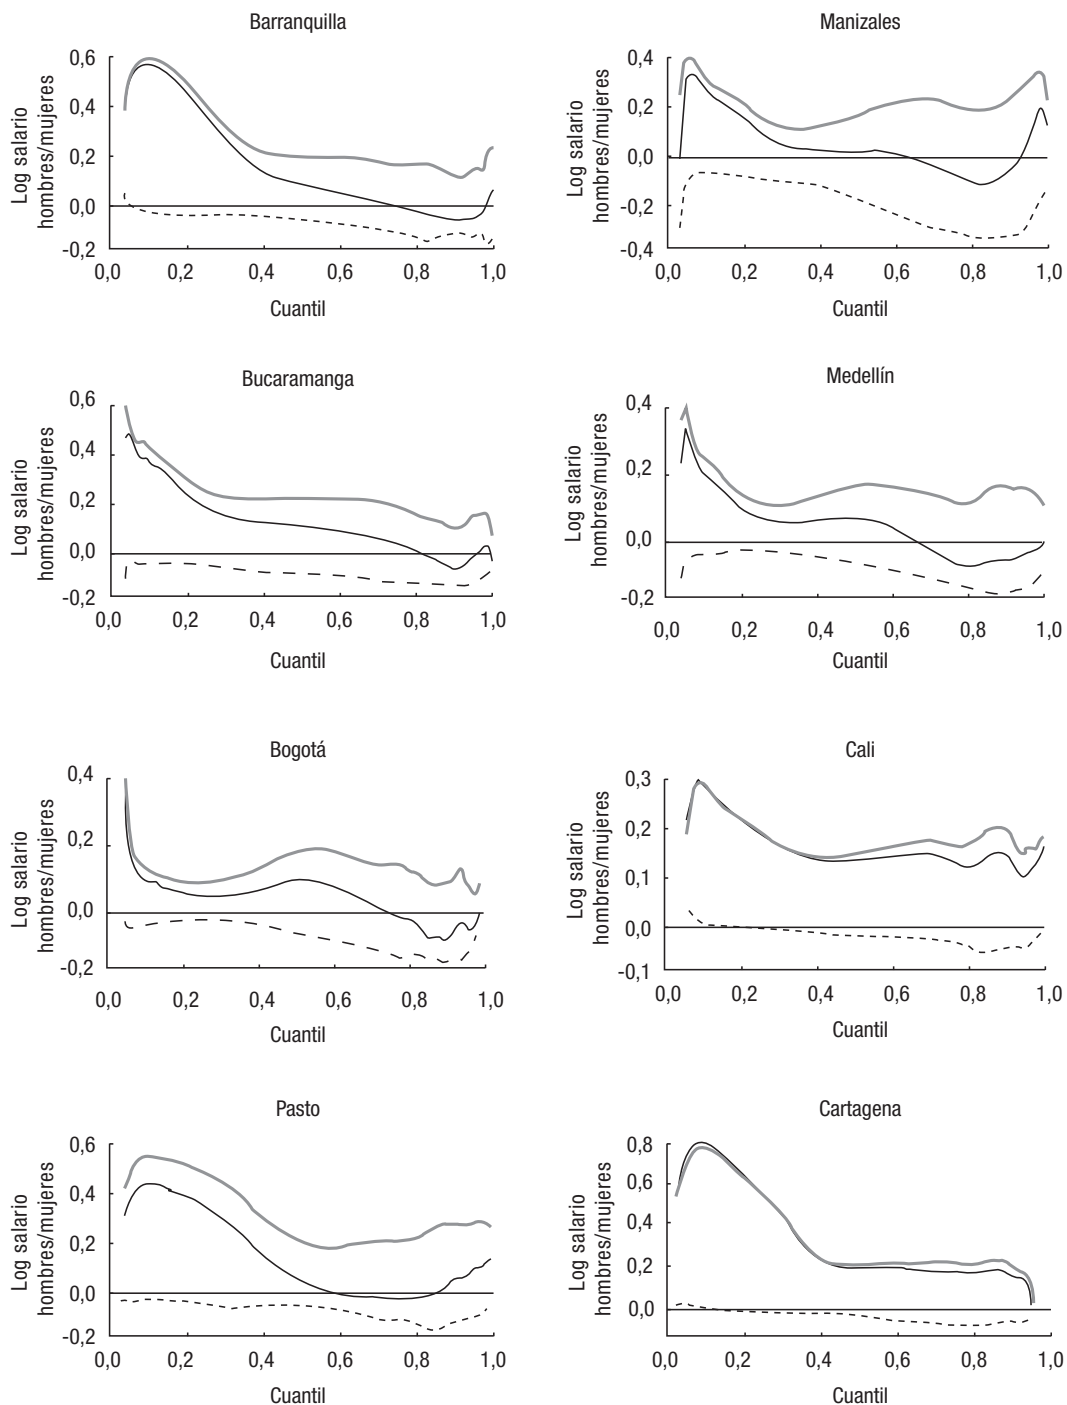 Barranquilla
Log salario
hombres/mujeres
0,6
0,4
0,2
0,0
-0,2
0,0 0,2 0,4 0,6 0,8 1,0
Cuantil
Manizales
Log salario
hombres/mujeres
0,4
0,2
0,0
-0,2
-0,4
0,0 0,2 0,4 0,6 0,8 1,0
Cuantil
Bucaramanga
Log salario
hombres/mujeres
0,6
0,4
0,2
0,0
-0,2
0,0 0,2 0,4 0,6 0,8 1,0
Cuantil
Medellín
Log salario
hombres/mujeres
0,4
0,2
0,0
-0,2
0,0 0,2 0,4 0,6 0,8 1,0
Cuantil
Bogotá
Log salario
hombres/mujeres
0,4
0,2
0,0
-0,2
0,0 0,2 0,4 0,6 0,8 1,0
Cuantil
Cali
Log salario
hombres/mujeres
0,3
0,2
0,1
0,0
-0,1
0,0 0,2 0,4 0,6 0,8 1,0
Cuantil
Pasto
Log salario
hombres/mujeres
0,6
0,4
0,2
0,0
-0,2
0,0 0,2 0,4 0,6 0,8 1,0
Cuantil
Cartagena
Log salario
hombres/mujeres
0,8
0,6
0,4
0,2
0,0
0,0 0,2 0,4 0,6 0,8 1,0
Cuantil